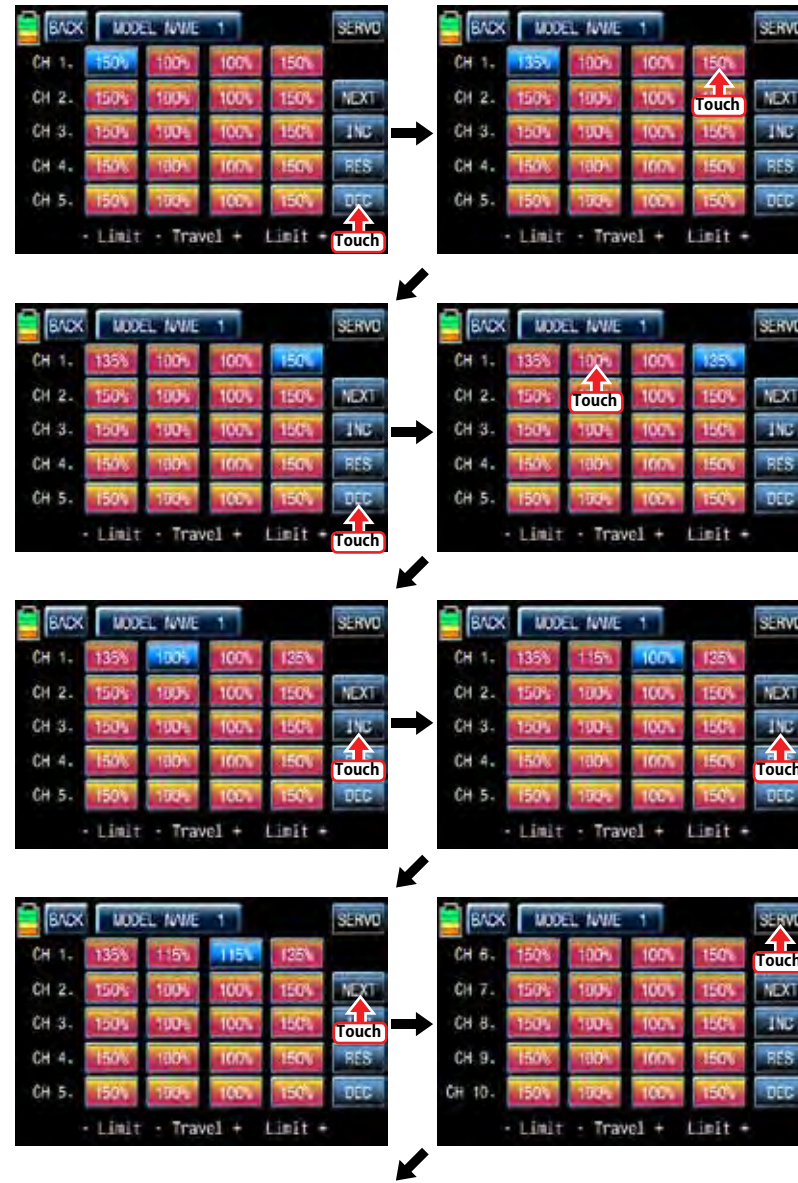 BACK MODEL NAME 1 SERVO
CH 1. 150% 100% 100% 150%
CH 2. 150% 100% 100% 150% NEXT
CH 3. 150% 100% 100% 150% INC
CH 4. 150% 100% 100% 150% RES
CH 5. 150% 100% 100% 150% DEC
- Limit - Travel + Limit +
Touch
BACK MODEL NAME 1 SERVO
CH 1. 135% 100% 100% 150%
CH 2. 150% 100% NEXT
Touch
CH 3. 150% 100% 100% 150% INC
CH 4. 150% 100% 100% 150% RES
CH 5. 150% 100% 100% 150% DEC
- Limit - Travel + Limit +
BACK MODEL NAME 1 SERVO
CH 1. 135% 100% 100% 150%
CH 2. 150% 100% 100% 150% NEXT
CH 3. 150% 100% 100% 150% INC
CH 4. 150% 100% 100% 150% RES
CH 5. 150% 100% 100% 150% DEC
- Limit - Travel + Limit +
Touch
BACK MODEL NAME 1 SERVO
CH 1. 135% 100% 100% 135%
CH 2. 150% 100% 150% NEXT
Touch
CH 3. 150% 100% 100% 150% INC
CH 4. 150% 100% 100% 150% RES
CH 5. 150% 100% 100% 150% DEC
- Limit - Travel + Limit +
BACK MODEL NAME 1 SERVO
CH 1. 135% 100% 100% 135%
CH 2. 150% 100% 100% 150% NEXT
CH 3. 150% 100% 100% 150% INC
CH 4. 150% 100% 100% 150%
Touch
CH 5. 150% 100% 100% 150% DEC
- Limit - Travel + Limit +
BACK MODEL NAME 1 SERVO
CH 1. 135% 115% 100% 135%
CH 2. 150% 100% 100% 150% NEXT
CH 3. 150% 100% 100% 150% INC
CH 4. 150% 100% 100% 150%
Touch
CH 5. 150% 100% 100% 150% DEC
- Limit - Travel + Limit +
BACK MODEL NAME 1 SERVO
CH 1. 135% 115% 115% 135%
CH 2. 150% 100% 100% 150% NEXT
CH 3. 150% 100% 100% 150%
Touch
CH 4. 150% 100% 100% 150% RES
CH 5. 150% 100% 100% 150% DEC
- Limit - Travel + Limit +
BACK MODEL NAME 1 SERVO
CH 6. 150% 100% 100% 150%
Touch
CH 7. 150% 100% 100% 150% NEXT
CH 8. 150% 100% 100% 150% INC
CH 9. 150% 100% 100% 150% RES
CH 10. 150% 100% 100% 150% DEC
- Limit - Travel + Limit +